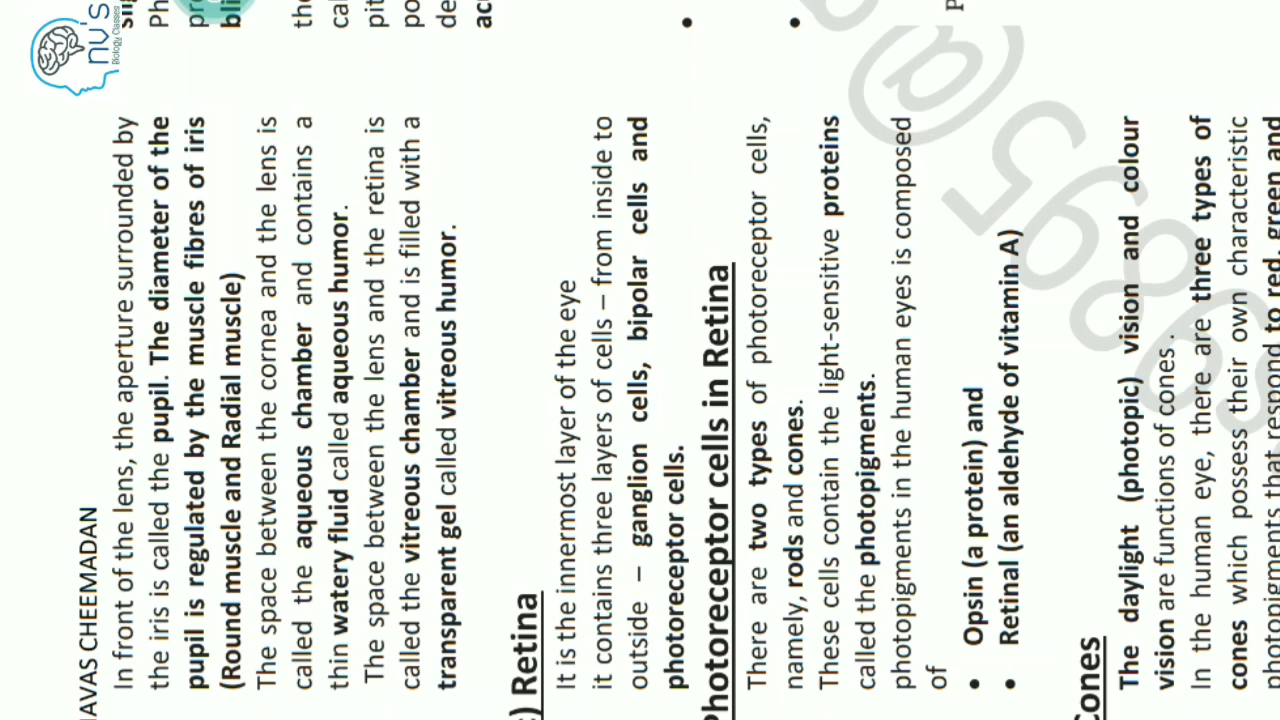 NAVAS CHEEMADAN
In front of the lens, the aperture surrounded by
the iris is called the pupil. The diameter of the
pupil is regulated by the muscle fibres of iris
(Round muscle and Radial muscle)
The space between the cornea and the lens is
called the aqueous chamber and contains a
thin watery fluid called aqueous humor.
The space between the lens and the retina is
called the vitreous chamber and is filled with a
transparent gel called vitreous humor.
) Retina
It is the innermost layer of the eye
it contains three layers of cells – from inside to
outside – ganglion cells, bipolar cells and
photoreceptor cells.
Photoreceptor cells in Retina
There are two types of photoreceptor cells,
namely, rods and cones.
These cells contain the light-sensitive proteins
called the photopigments.
photopigments in the human eyes is composed
of
• Opsin (a protein) and
• Retinal (an aldehyde of vitamin A)
Cones
The daylight (photopic) vision and colour
vision are functions of cones .
In the human eye, there are three types of
cones which possess their own characteristic
photopigments that respond to red, green and
nv's
Biology Classes